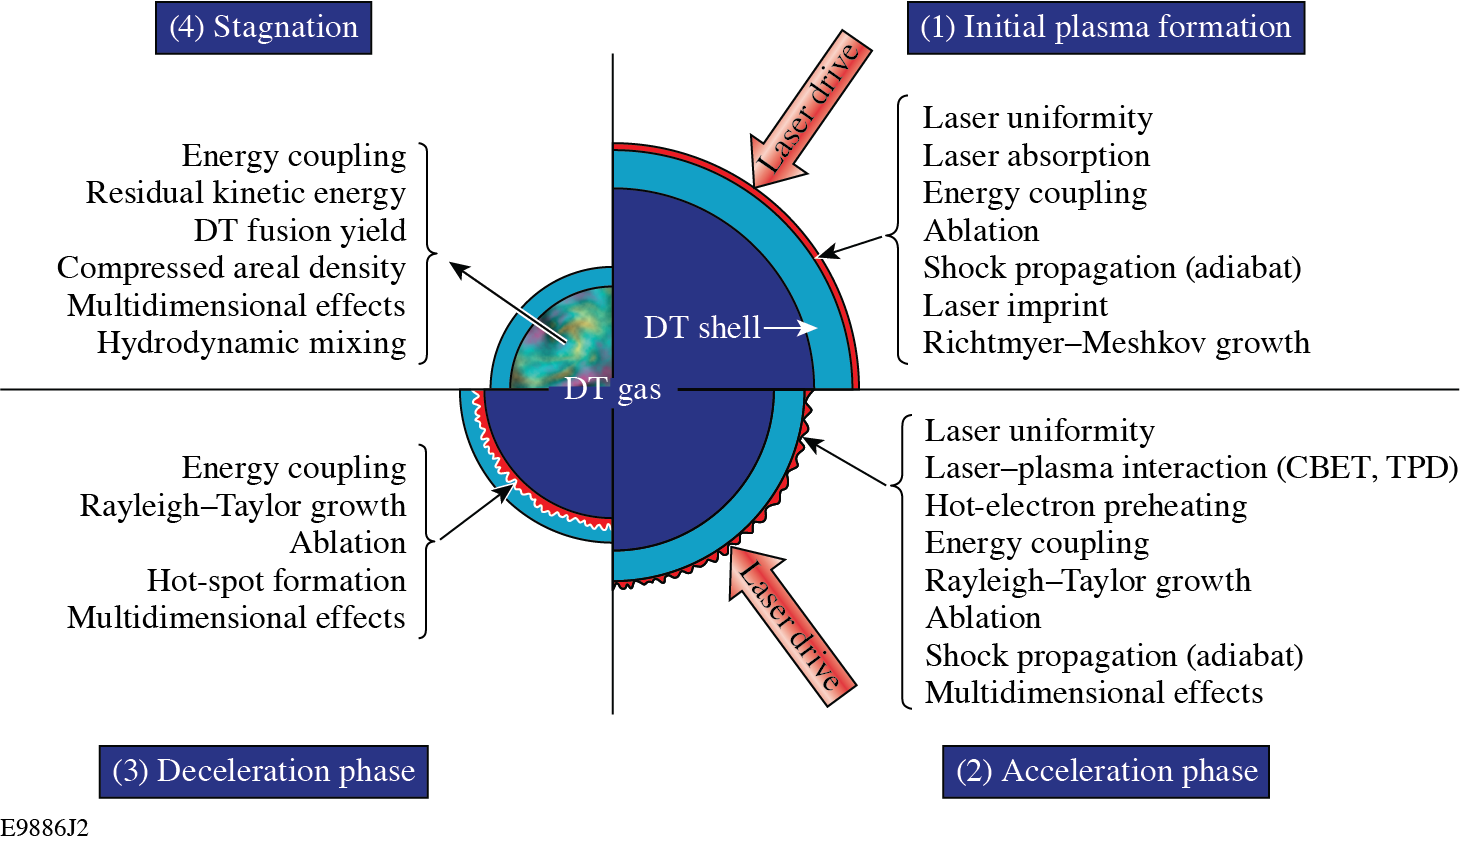 (4) Stagnation
Energy coupling
Residual kinetic energy
DT fusion yield
Compressed areal density
Multidimensional effects
Hydrodynamic mixing
(1) Initial plasma formation
Laser drive
Laser uniformity
Laser absorption
Energy coupling
Ablation
Shock propagation (adiabat)
Laser imprint
Richtmyer–Meshkov growth
DT shell
DT gas
Energy coupling
Rayleigh–Taylor growth
Ablation
Hot-spot formation
Multidimensional effects
(3) Deceleration phase
Laser uniformity
Laser–plasma interaction (CBET, TPD)
Hot-electron preheating
Energy coupling
Rayleigh–Taylor growth
Ablation
Shock propagation (adiabat)
Multidimensional effects
Laser drive
(2) Acceleration phase
E9886J2